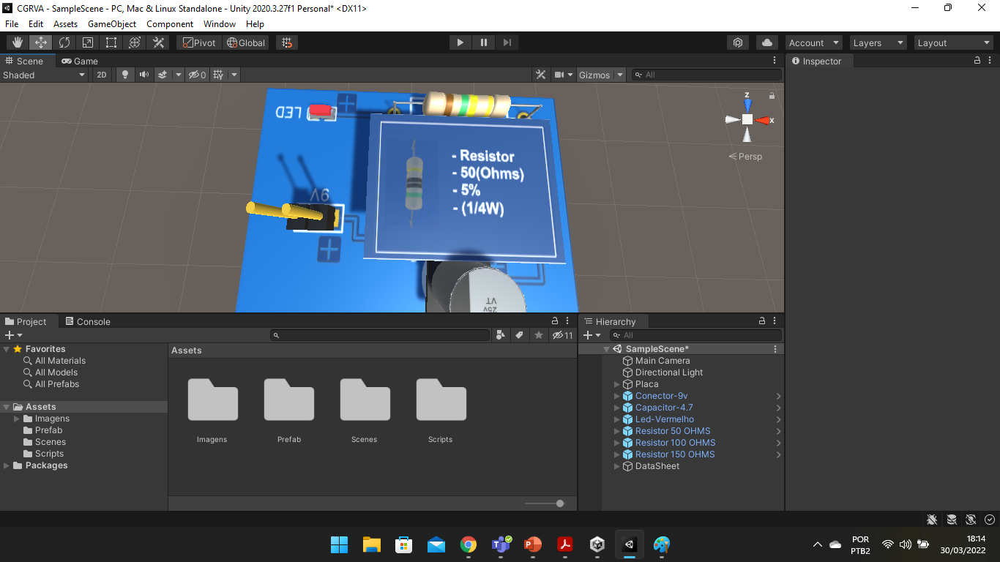 CGRVA - SampleScene - PC, Mac & Linux Standalone - Unity 2020.3.27f1 Personal* <DX11>
File Edit Assets GameObject Component Window Help
Pivot Global Account Layers Layout
Scene Game
Inspector
Shaded 2D 0 Gizmos All
LED
9V
- Resistor
- 50(Ohms)
- 5%
- (1/4W)
25v
VT
z
x
< Persp
Project Console
11
Favorites
All Materials
All Models
All Prefabs
Assets
Imagens
Prefab
Scenes
Scripts
Packages
Assets
Imagens Prefab Scenes Scripts
Hierarchy
All
SampleScene*
Main Camera
Directional Light
Placa
Conector-9v
Capacitor-4.7
Led-Vermelho
Resistor 50 OHMS
Resistor 100 OHMS
Resistor 150 OHMS
DataSheet
POR
PTB2
18:14
30/03/2022